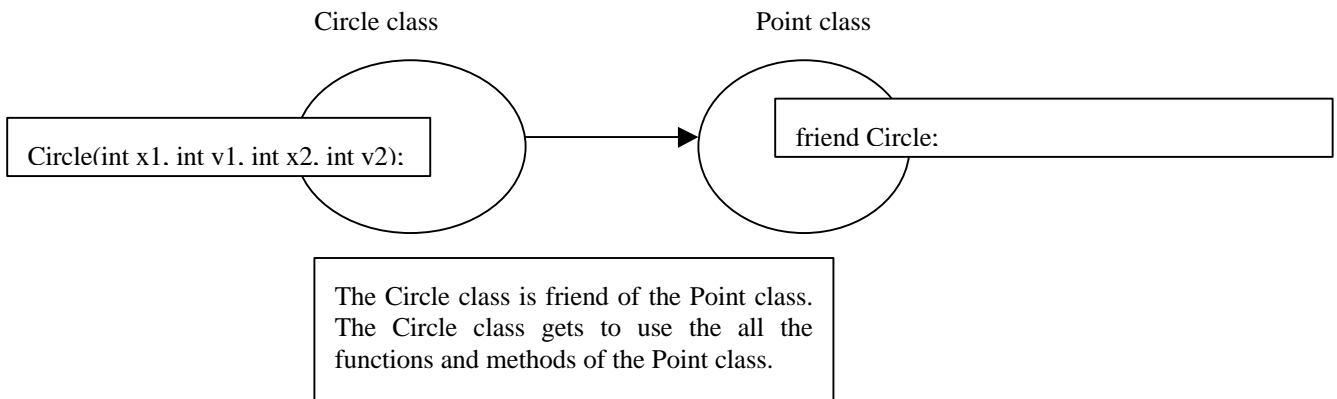 Circle class
Point class
Circle(int x1, int y1, int x2, int y2);
friend Circle;
The Circle class is friend of the Point class.
The Circle class gets to use the all the
functions and methods of the Point class.